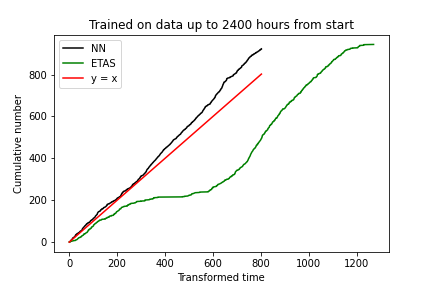 Trained on data up to 2400 hours from start
NN
ETAS
y = x
Cumulative number
800
600
400
200
0
0 200 400 600 800 1000 1200
Transformed time